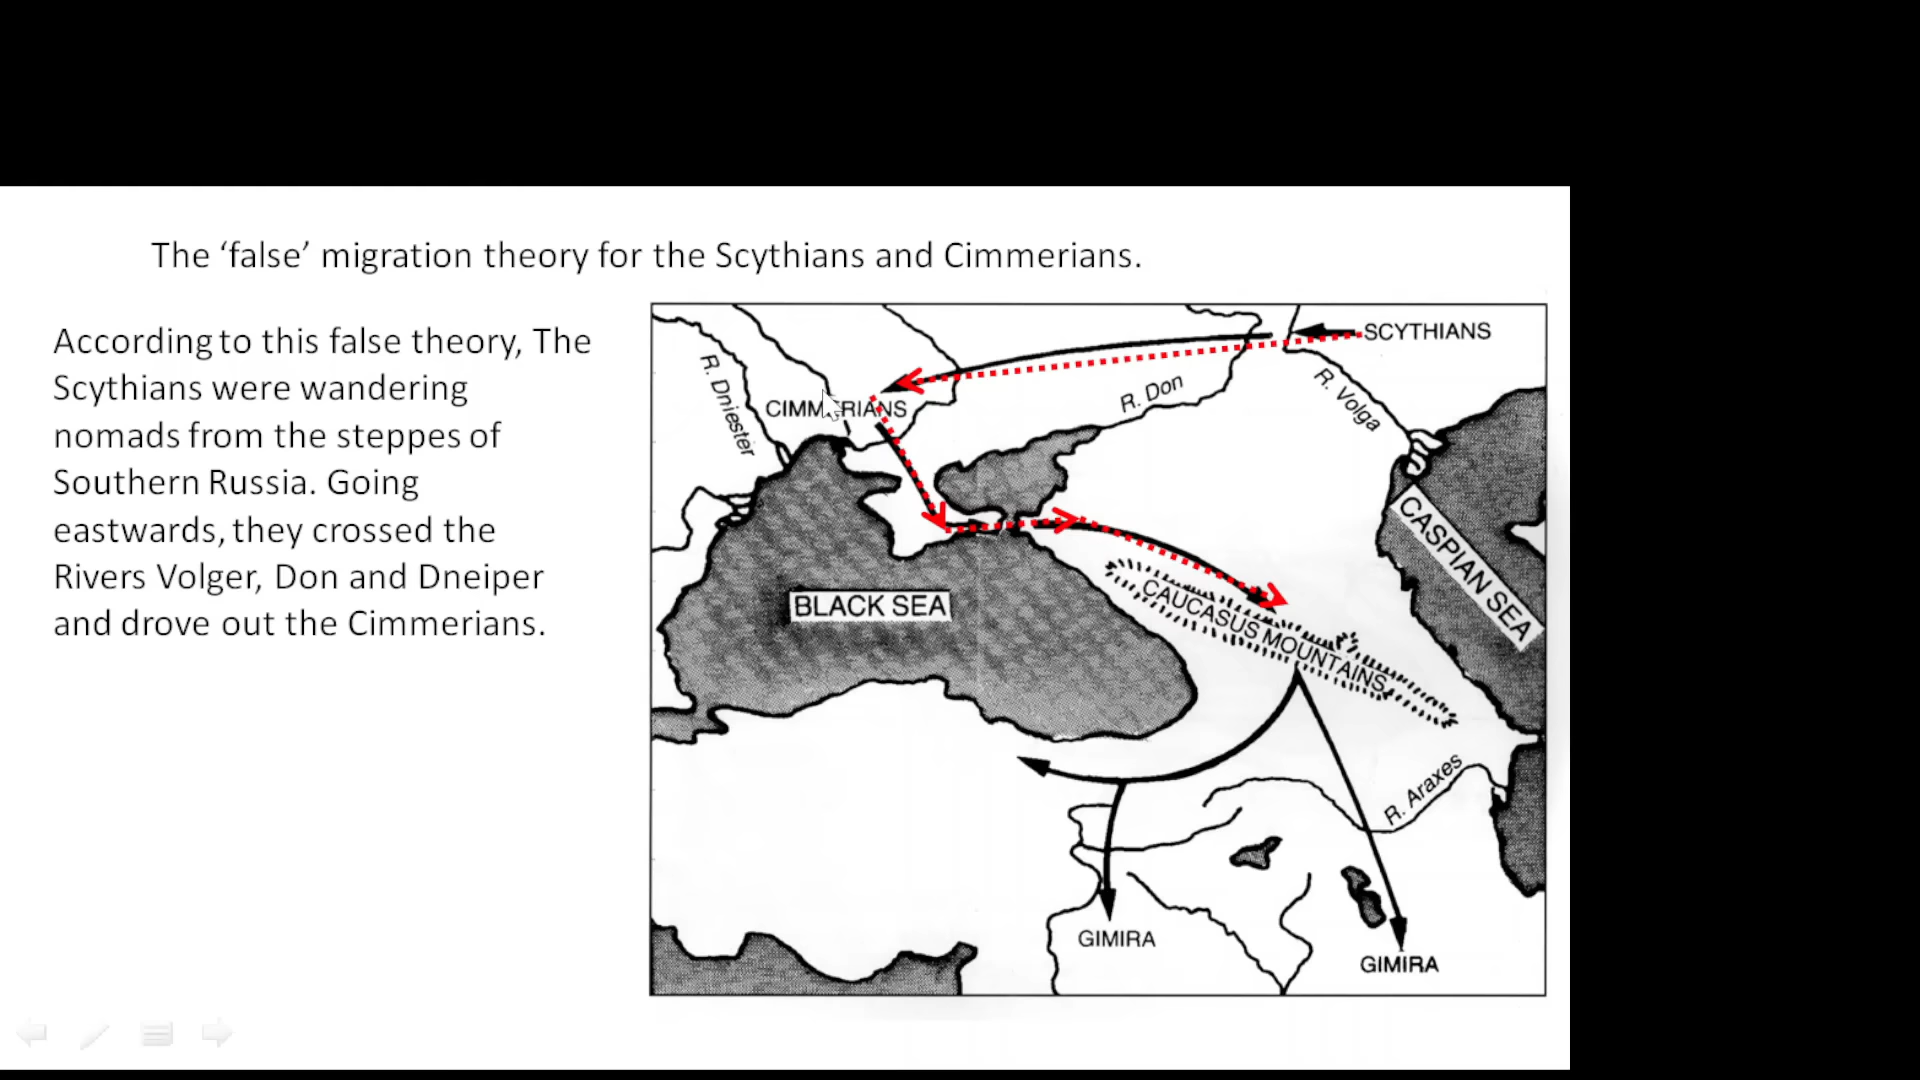 The ‘false’ migration theory for the Scythians and Cimmerians.
According to this false theory, The
Scythians were wandering
nomads from the steppes of
Southern Russia. Going
eastwards, they crossed the
Rivers Volger, Don and Dneiper
and drove out the Cimmerians.
SCYTHIANS
R. Dniester
CIMMERIANS
R. Don
R. Volga
CASPIAN SEA
BLACK SEA
CAUCASUS MOUNTAINS
R. Araxes
GIMIRA
GIMIRA